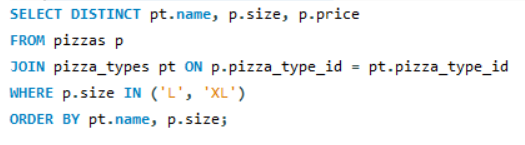 SELECT DISTINCT pt.name, p.size, p.price
FROM pizzas p
JOIN pizza_types pt ON p.pizza_type_id = pt.pizza_type_id
WHERE p.size IN ('L', 'XL')
ORDER BY pt.name, p.size;